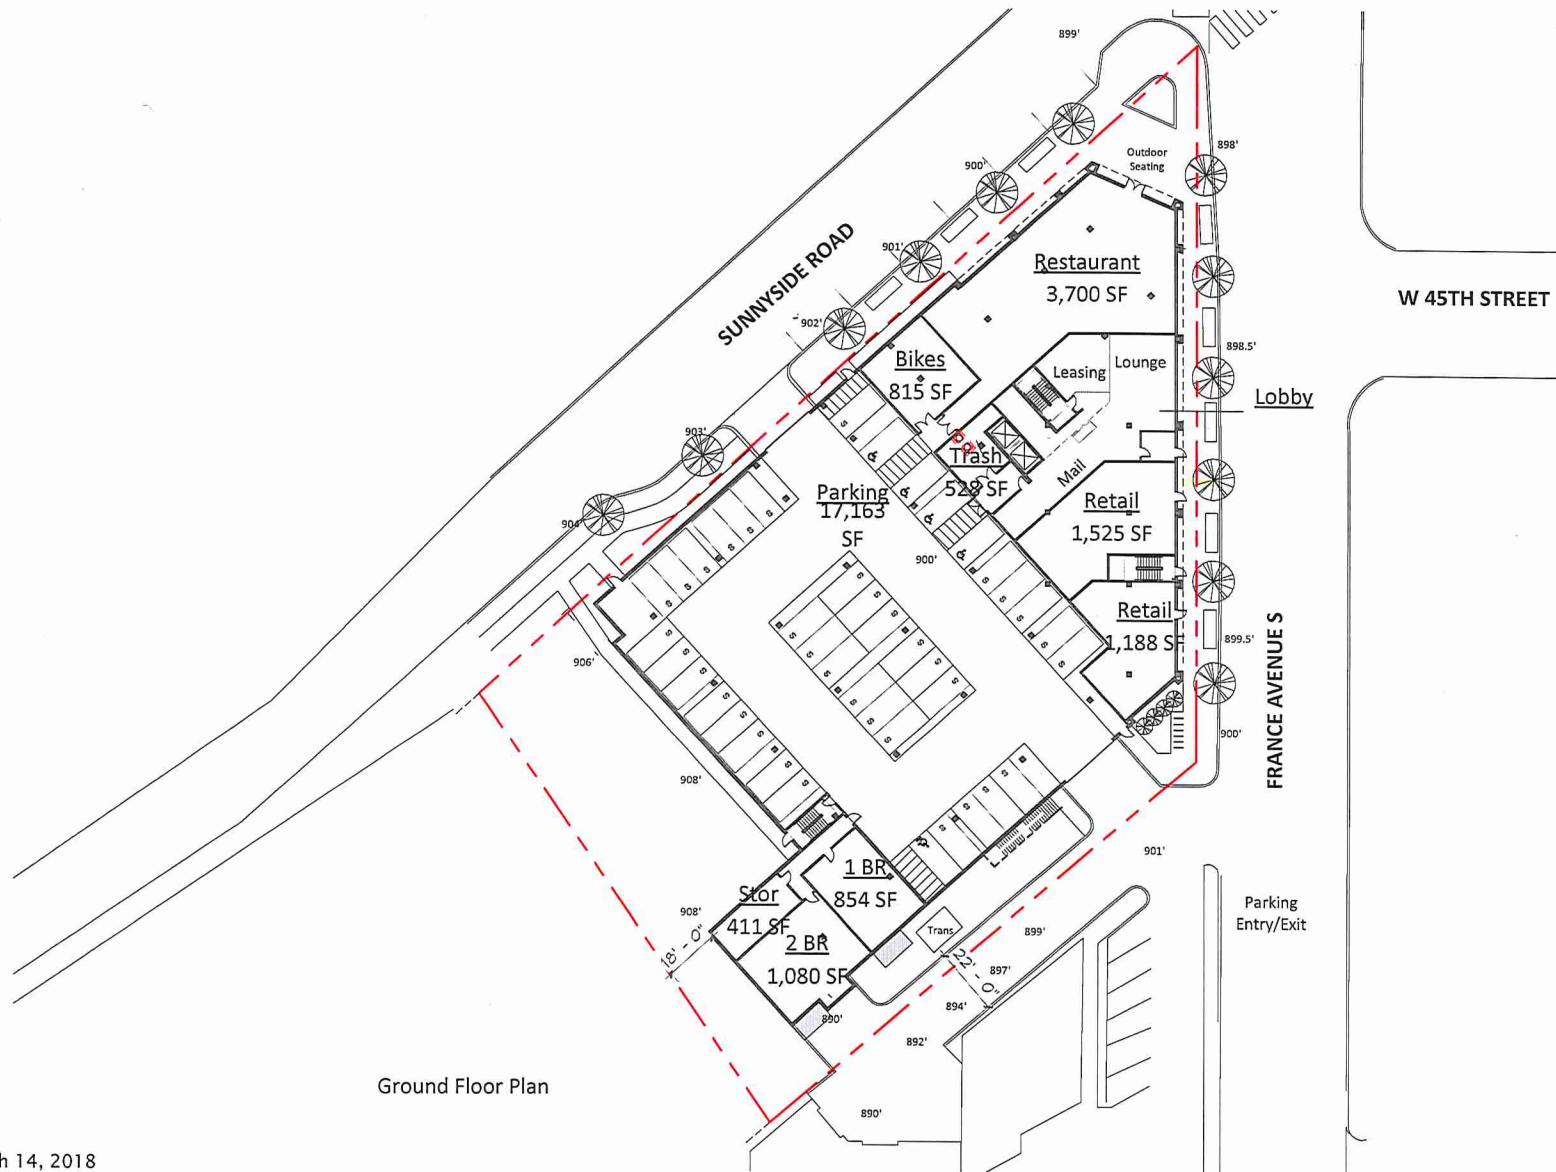 899'
898'
Outdoor
Seating
900'
901'
SUNNYSIDE ROAD
Restaurant
3,700 SF
W 45TH STREET
902'
898.5'
Bikes
815 SF
Leasing
Lounge
Lobby
903'
Trash
528 SF
Mail
Parking
17,163
SF
Retail
1,525 SF
904'
900'
Retail
1,188 SF
899.5'
FRANCE AVENUE S
906'
900'
908'
901'
1 BR
854 SF
Stor
411 SF
908'
Parking
Entry/Exit
Trans
899'
2 BR
1,080 SF
18' - 0"
22' - 0"
897'
894'
890'
892'
Ground Floor Plan
890'
h 14, 2018